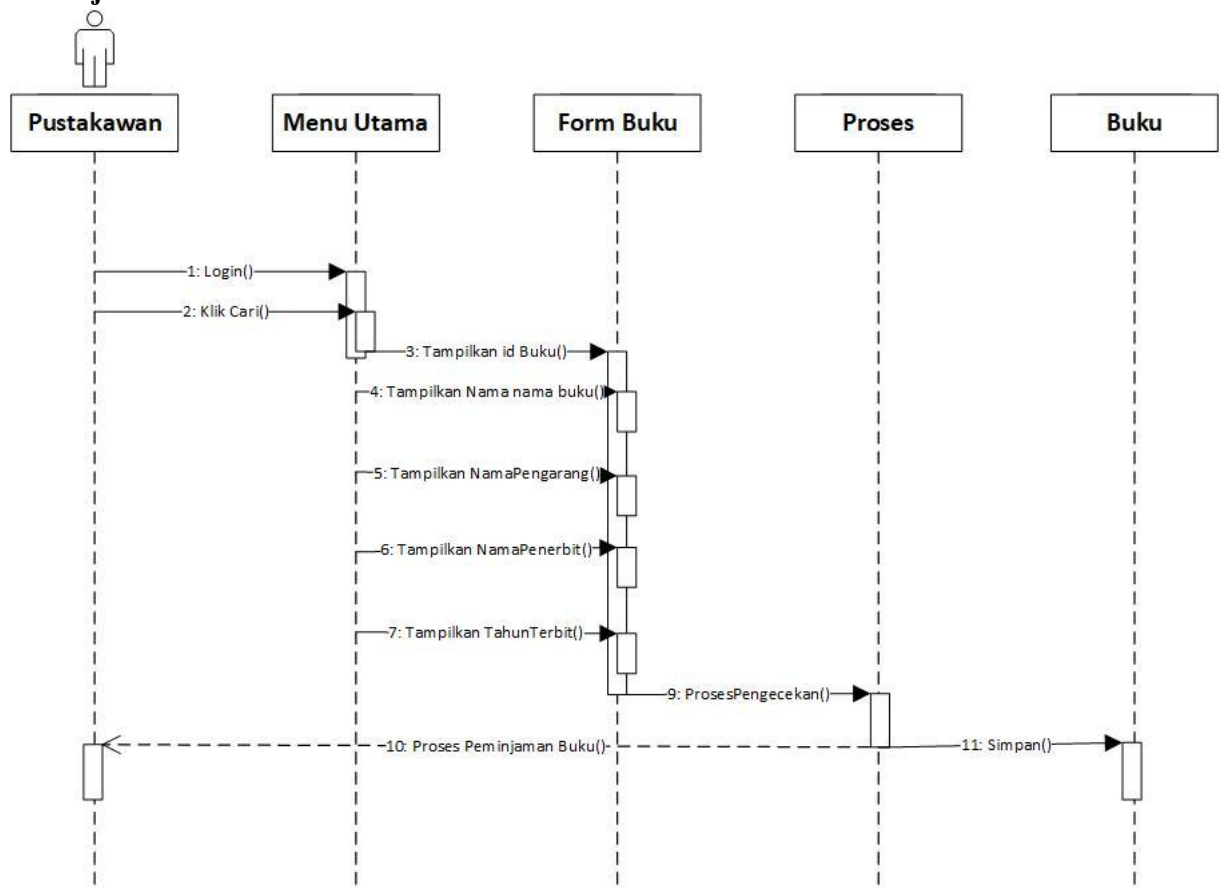 Pustakawan
Menu Utama
Form Buku
Proses
Buku
1: Login()
2: Klik Cari()
3: Tampilkan id Buku()
4: Tampilkan Nama nama buku()
5: Tampilkan NamaPengarang()
6: Tampilkan NamaPenerbit()
7: Tampilkan TahunTerbit()
9: ProsesPengecekan()
10: Proses Peminjaman Buku()
11: Simpan()